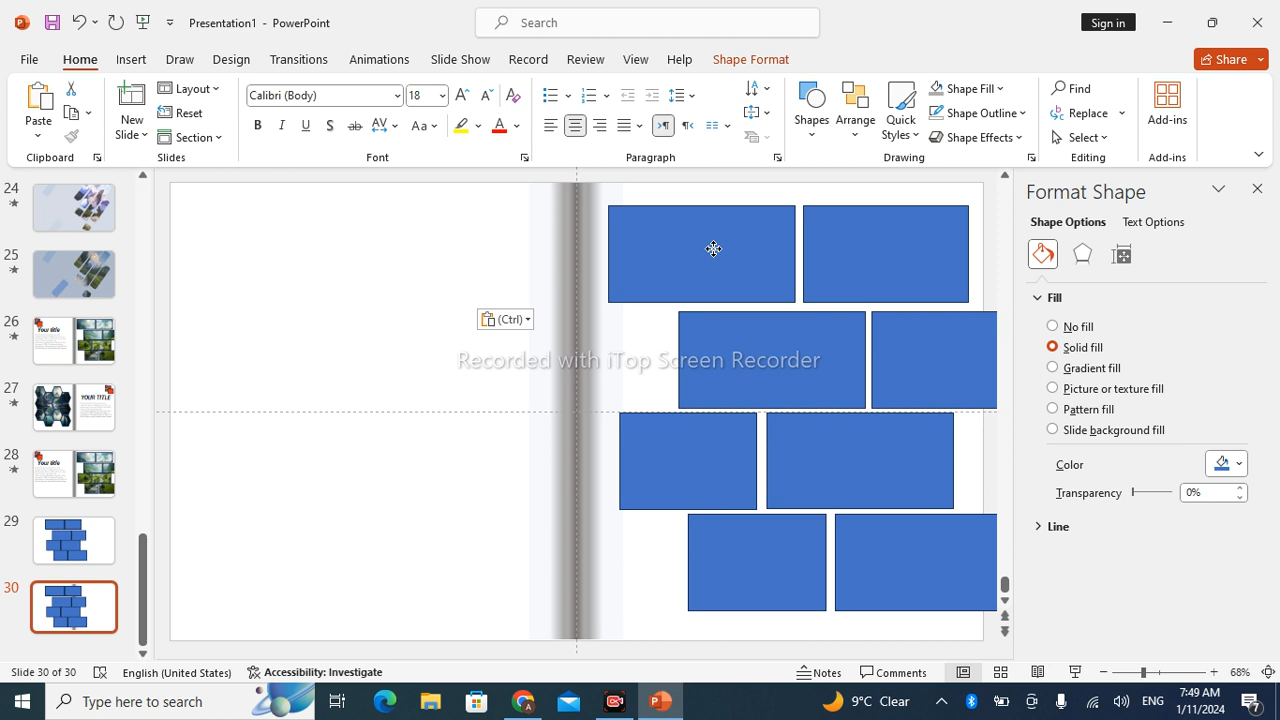 Presentation1 - PowerPoint
Search
Sign in
File Home Insert Draw Design Transitions Animations Slide Show Record Review View Help Shape Format
Share
Paste
Clipboard
New Slide
Layout
Reset
Section
Slides
Calibri (Body) 18
Font
Paragraph
Shapes
Arrange
Quick Styles
Shape Fill
Shape Outline
Shape Effects
Drawing
Find
Replace
Select
Editing
Add-ins
Add-ins
24
25
26
27
28
29
30
Your title
YOUR TITLE
Your title
(Ctrl)
Recorded with iTop Screen Recorder
Format Shape
Shape Options Text Options
Fill
No fill
Solid fill
Gradient fill
Picture or texture fill
Pattern fill
Slide background fill
Color
Transparency 0%
Line
Slide 30 of 30 English (United States) Accessibility: Investigate
Notes Comments 68%
Type here to search
9°C Clear
ENG
7:49 AM
1/11/2024
7